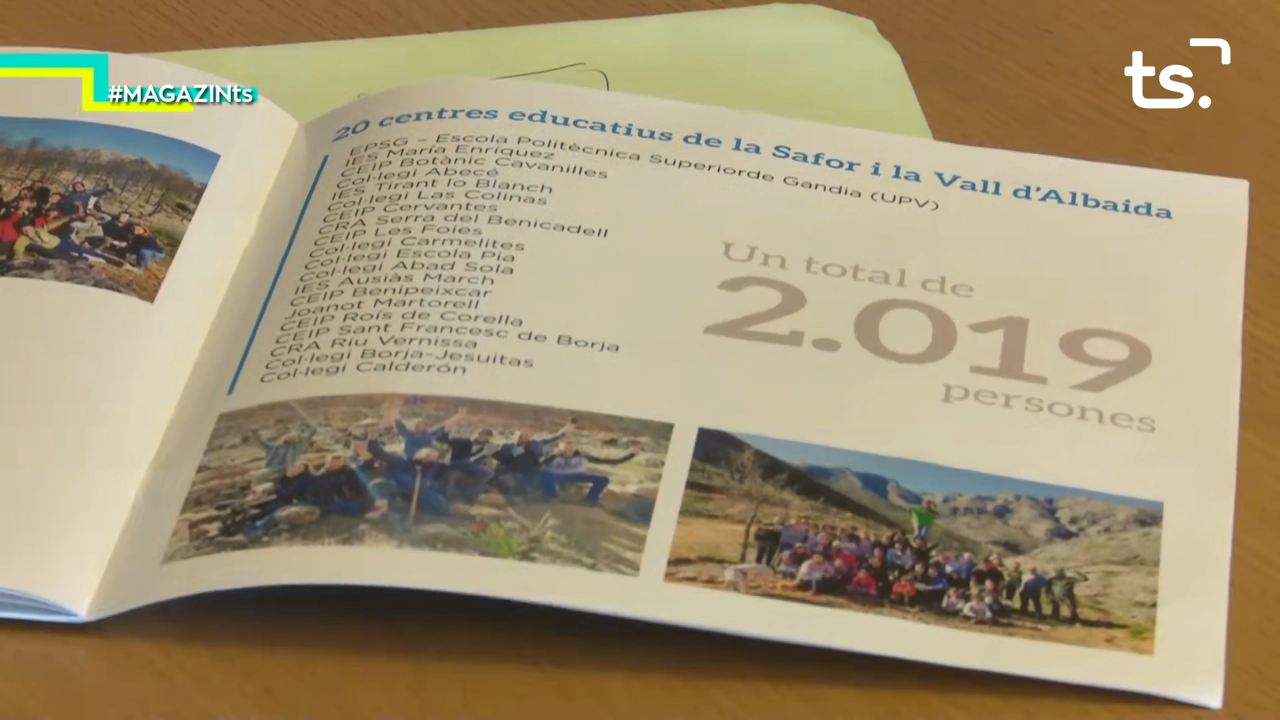 #MAGAZINts
ts.
20 centres educatius de la Safor i la Vall d'Albaida
EPSG – Escola Politècnica Superiorde Gandia (UPV)
IES María Enríquez
CEIP Botànic Cavanilles
Col·legi Abecé
IES Tirant lo Blanch
Col·legi Las Colinas
CEIP Cervantes
CRA Serra del Benicadell
CEIP Les Foies
Col·legi Carmelites
Col·legi Escola Pia
Col·legi Abad Sola
IES Ausiàs March
CEIP Benipeixcar
Joanot Martorell
CEIP Roís de Corella
CEIP Sant Francesc de Borja
CRA Riu Vernissa
Col·legi Borja-Jesuïtas
Col·legi Calderón
Un total de
2.019
persones